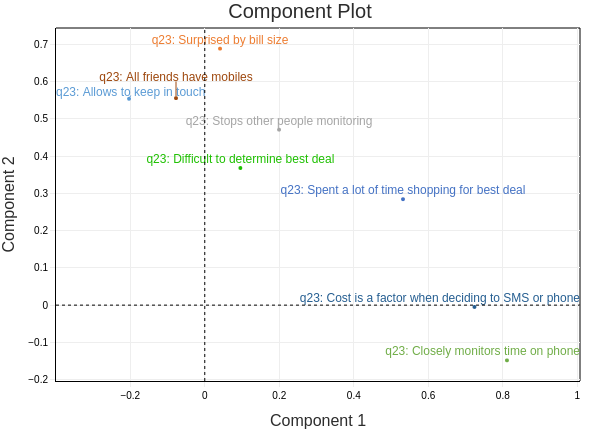 Component Plot
0.7
q23: Surprised by bill size
0.6
q23: All friends have mobiles
q23: Allows to keep in touch
0.5
q23: Stops other people monitoring
0.4
q23: Difficult to determine best deal
0.3
q23: Spent a lot of time shopping for best deal
0.2
0.1
q23: Cost is a factor when deciding to SMS or phone
0
−0.1
q23: Closely monitors time on phone
−0.2
−0.2 0 0.2 0.4 0.6 0.8 1
Component 1
Component 2